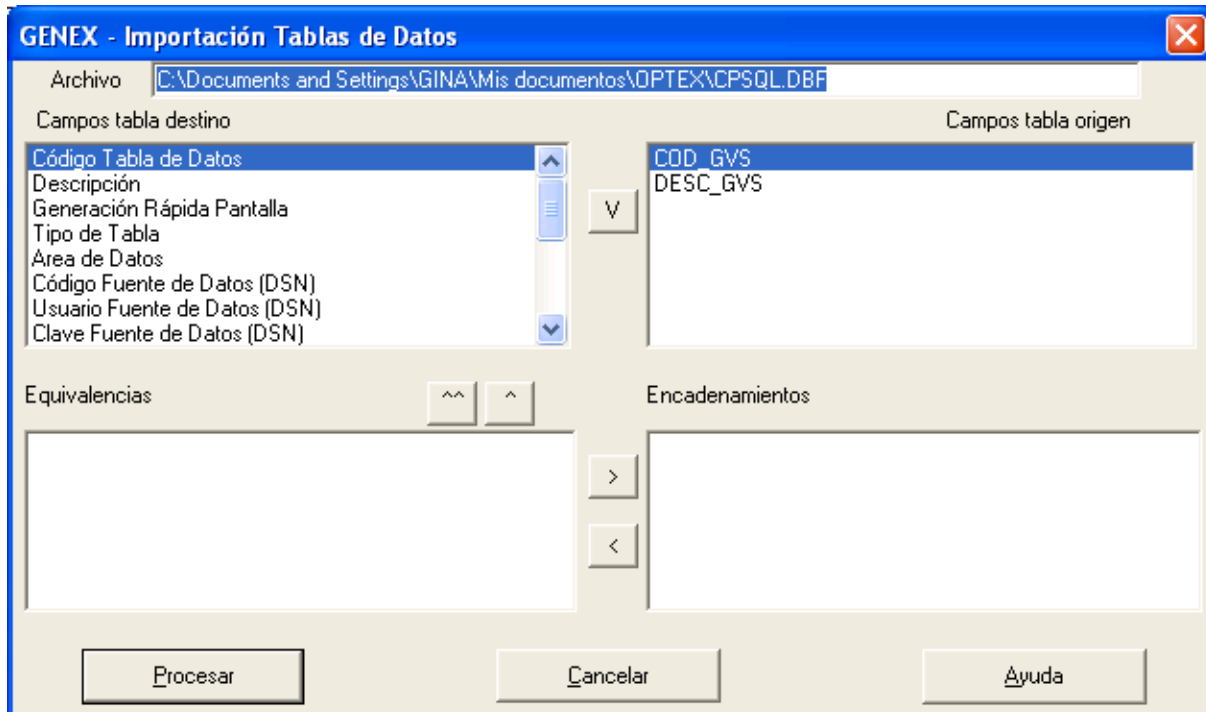 GENEX - Importación Tablas de Datos
Archivo C:\Documents and Settings\GINA\Mis documentos\OPTEX\CPSQL.DBF
Campos tabla destino Campos tabla origen
Código Tabla de Datos
Descripción
Generación Rápida Pantalla
Tipo de Tabla
Area de Datos
Código Fuente de Datos (DSN)
Usuario Fuente de Datos (DSN)
Clave Fuente de Datos (DSN)
V
COD_GVS
DESC_GVS
Equivalencias ^^ ^ Encadenamientos
>
<
Procesar Cancelar Ayuda